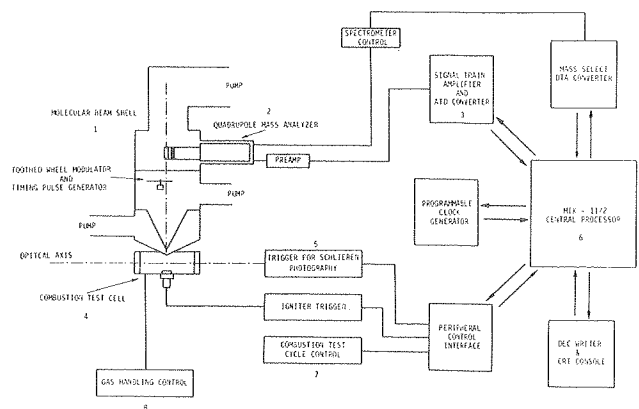 SPECTROMETER
CONTROL
MASS SELECT
DTA CONVERTER
SIGNAL TRAIN
AMPLIFIER
AND
ATD CONVERTER
3
PUMP
2
MOLECULAR BEAM SHELL
1
QUADRUPOLE MASS ANALYZER
PREAMP
TOOTHED WHEEL MODULATOR
AND
TIMING PULSE GENERATOR
PUMP
PROGRAMMABLE
CLOCK
GENERATOR
CENTRAL PROCESSOR
6
PUMP
OPTICAL AXIS
5
TRIGGER FOR SCHLIEREN
PHOTOGRAPHY
COMBUSTION TEST CELL
4
IGNITER TRIGGER
PERIPHERAL
CONTROL
INTERFACE
COMBUSTION TEST
CYCLE CONTROL
7
DEC WRITER
&
CRT CONSOLE
GAS HANDLING CONTROL
8